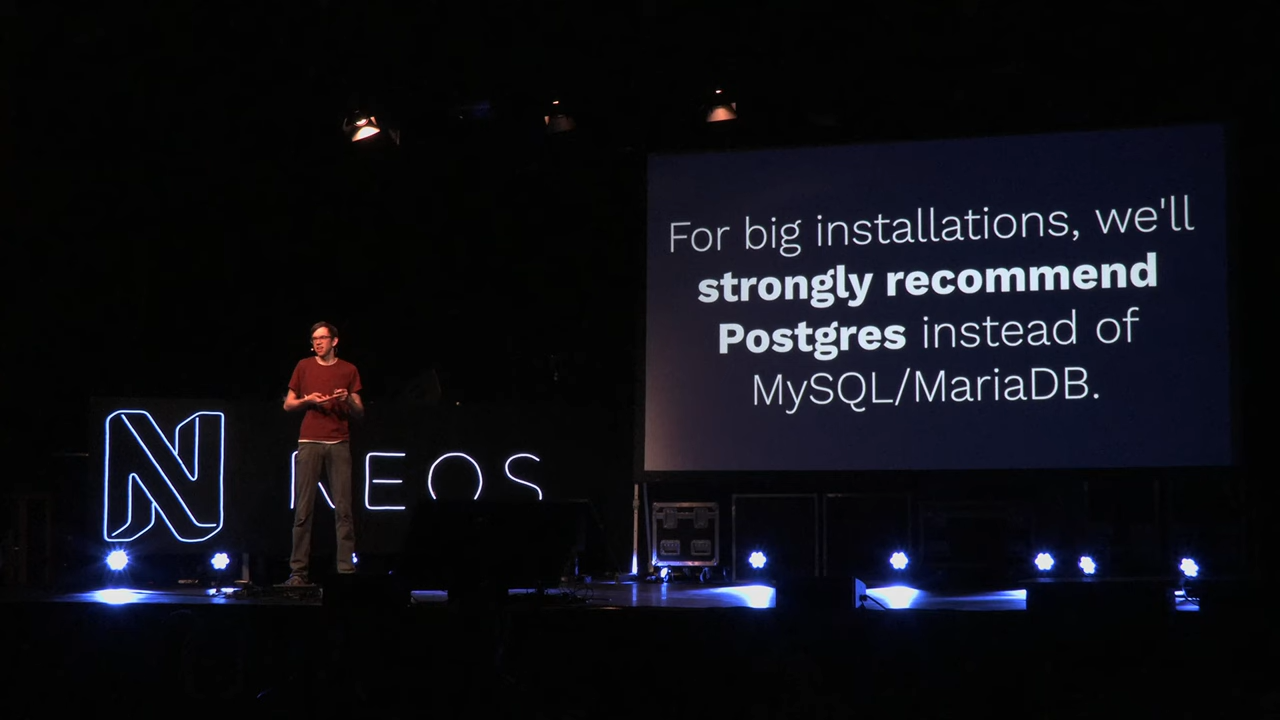 For big installations, we'll
strongly recommend
Postgres instead of
MySQL/MariaDB.
NEOS